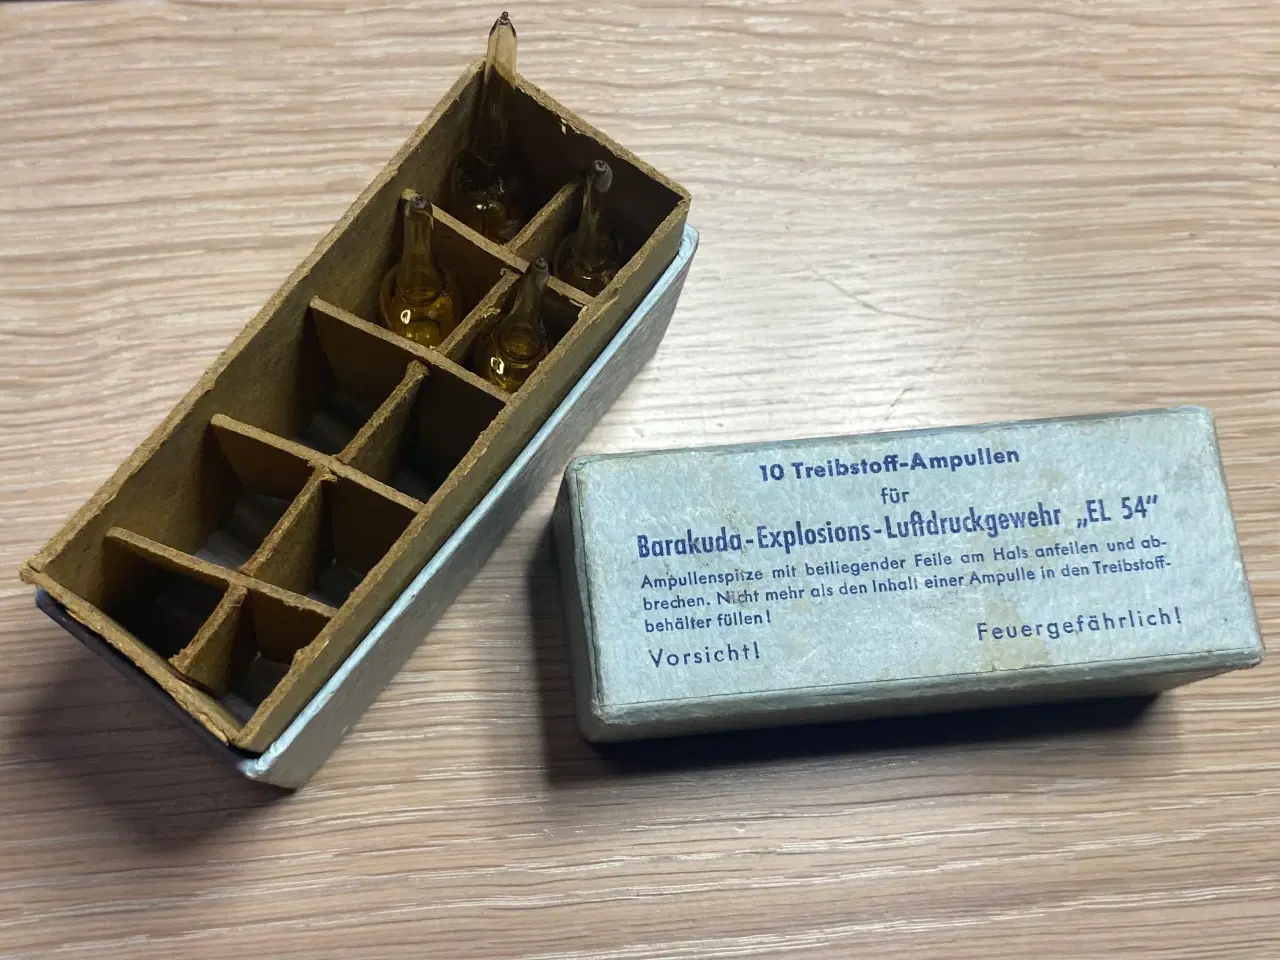 10 Treibstoff-Ampullen
für
Barakuda-Explosions-Luftdruckgewehr „EL 54“
Ampullenspitze mit beiliegender Feile am Hals anfeilen und ab-
brechen. Nicht mehr als den Inhalt einer Ampulle in den Treibstoff-
behälter füllen!
Vorsicht! Feuergefährlich!